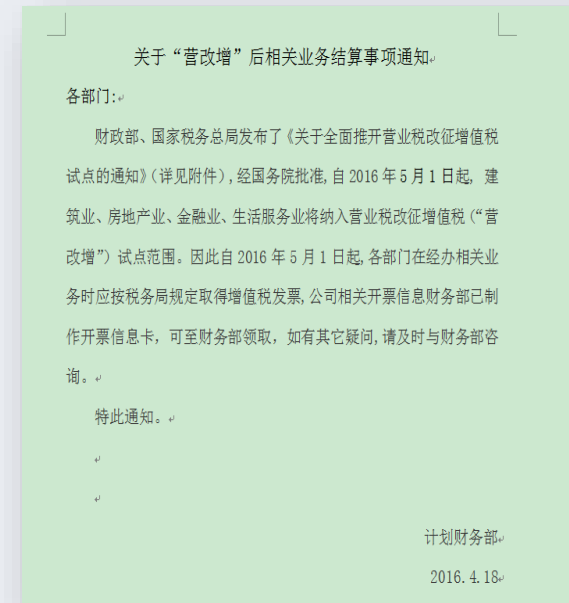 关于“营改增”后相关业务结算事项通知
各部门:
财政部、国家税务总局发布了《关于全面推开营业税改征增值税
试点的通知》（详见附件）,经国务院批准,自 2016 年 5 月 1 日起, 建
筑业、房地产业、金融业、生活服务业将纳入营业税改征增值税（“营
改增”）试点范围。因此自 2016 年 5 月 1 日起,各部门在经办相关业
务时应按税务局规定取得增值税发票,公司相关开票信息财务部已制
作开票信息卡，可至财务部领取，如有其它疑问,请及时与财务部咨
询。
特此通知。
计划财务部
2016.4.18